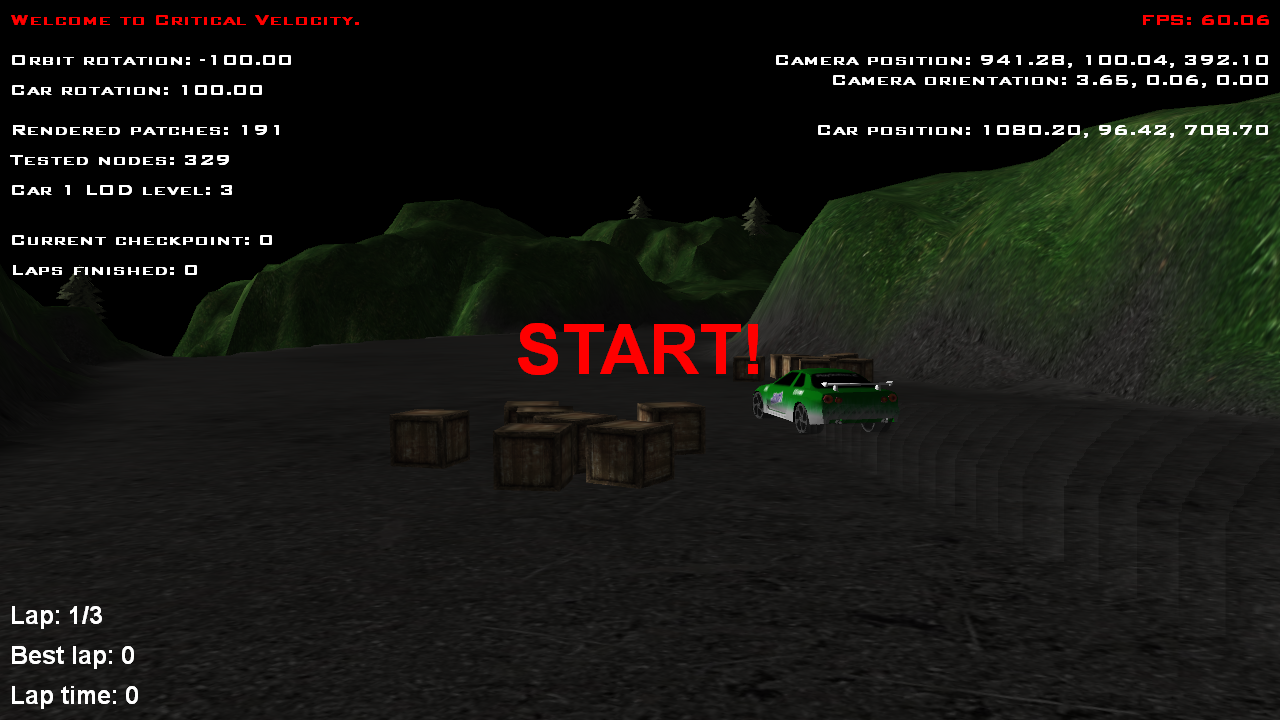 Welcome to Critical Velocity.
FPS: 60.06
Orbit rotation: -100.00
Camera position: 941.28, 100.04, 392.10
Camera orientation: 3.65, 0.06, 0.00
Car rotation: 100.00
Rendered patches: 191
Car position: 1080.20, 96.42, 708.70
Tested nodes: 329
Car 1 LOD level: 3
Current checkpoint: 0
Laps finished: 0
START!
Lap: 1/3
Best lap: 0
Lap time: 0